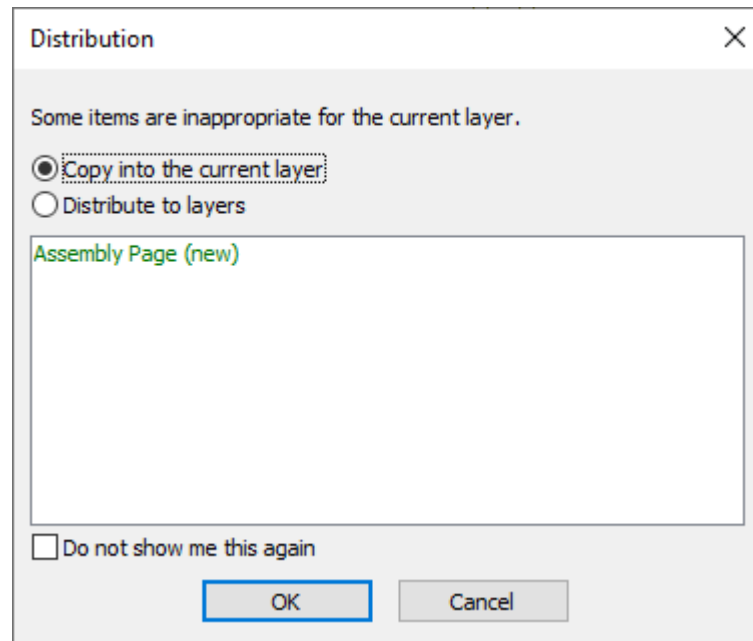 Distribution
Some items are inappropriate for the current layer.
Copy into the current layer
Distribute to layers
Assembly Page (new)
Do not show me this again
OK
Cancel